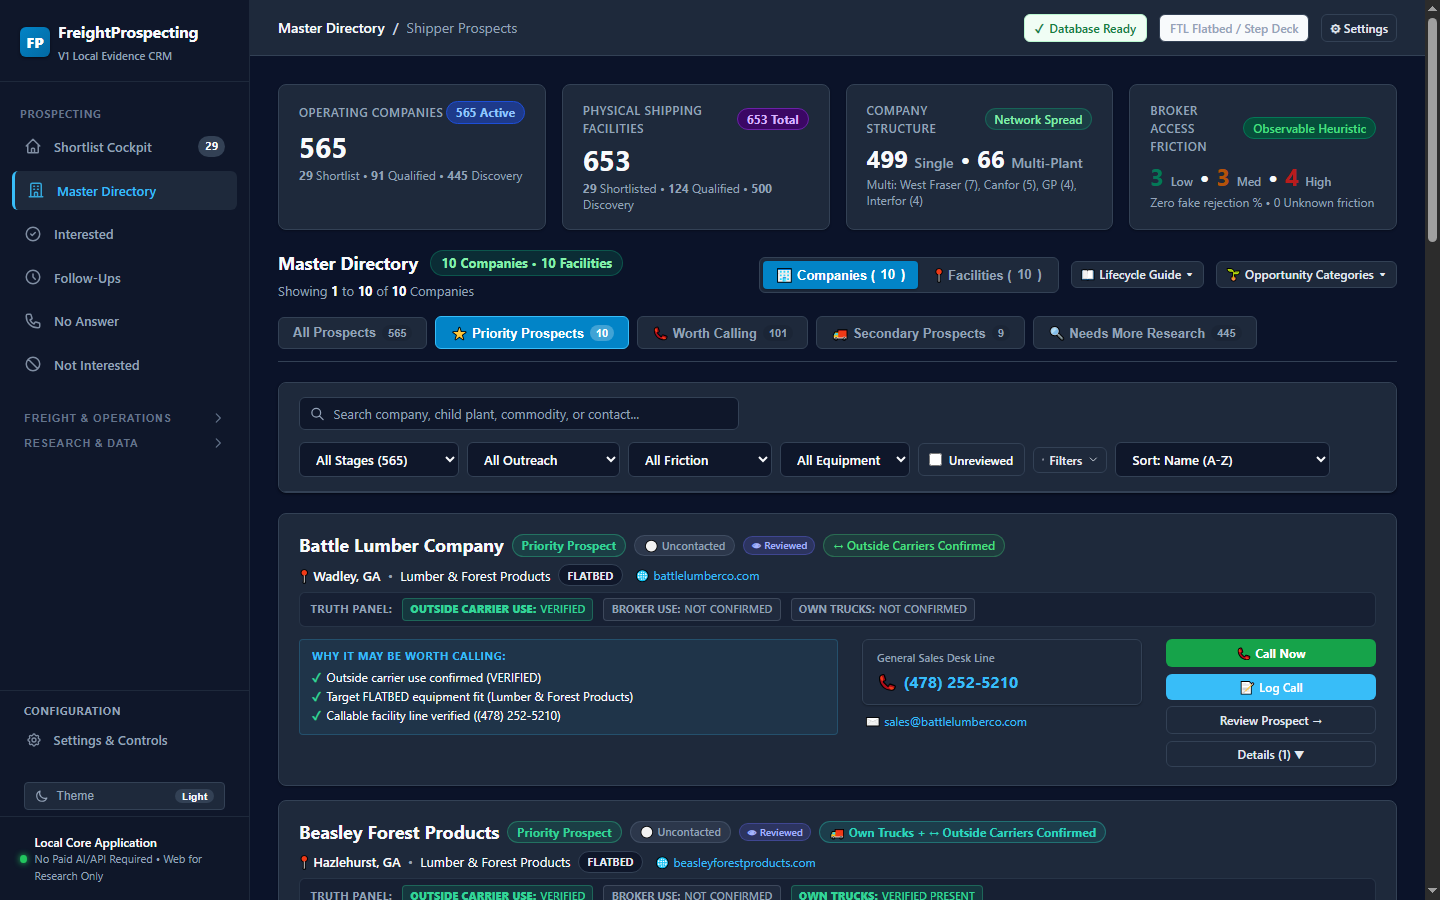 FP
FreightProspecting
V1 Local Evidence CRM
PROSPECTING
Shortlist Cockpit 29
Master Directory
Interested
Follow-Ups
No Answer
Not Interested
FREIGHT & OPERATIONS
RESEARCH & DATA
CONFIGURATION
Settings & Controls
Theme Light
Local Core Application
No Paid AI/API Required • Web for
Research Only
Master Directory / Shipper Prospects
✓ Database Ready
FTL Flatbed / Step Deck
Settings
OPERATING COMPANIES 565 Active
565
29 Shortlist • 91 Qualified • 445 Discovery
PHYSICAL SHIPPING
FACILITIES
653 Total
653
29 Shortlisted • 124 Qualified • 500
Discovery
COMPANY
STRUCTURE
Network Spread
499 Single • 66 Multi-Plant
Multi: West Fraser (7), Canfor (5), GP (4),
Interfor (4)
BROKER
ACCESS
FRICTION
Observable Heuristic
3 Low • 3 Med • 4 High
Zero fake rejection % • 0 Unknown friction
Master Directory 10 Companies • 10 Facilities
Showing 1 to 10 of 10 Companies
Companies ( 10 )
Facilities ( 10 )
Lifecycle Guide ▾
Opportunity Categories ▾
All Prospects 565
Priority Prospects 10
Worth Calling 101
Secondary Prospects 9
Needs More Research 445
Search company, child plant, commodity, or contact...
All Stages (565)
All Outreach
All Friction
All Equipment
Unreviewed
· Filters
Sort: Name (A-Z)
Battle Lumber Company Priority Prospect Uncontacted Reviewed ↔ Outside Carriers Confirmed
Wadley, GA • Lumber & Forest Products FLATBED battlelumberco.com
TRUTH PANEL: OUTSIDE CARRIER USE: VERIFIED BROKER USE: NOT CONFIRMED OWN TRUCKS: NOT CONFIRMED
WHY IT MAY BE WORTH CALLING:
✓ Outside carrier use confirmed (VERIFIED)
✓ Target FLATBED equipment fit (Lumber & Forest Products)
✓ Callable facility line verified ((478) 252-5210)
General Sales Desk Line
(478) 252-5210
sales@battlelumberco.com
Call Now
Log Call
Review Prospect →
Details (1) ▼
Beasley Forest Products Priority Prospect Uncontacted Reviewed Own Trucks + ↔ Outside Carriers Confirmed
Hazlehurst, GA • Lumber & Forest Products FLATBED beasleyforestproducts.com
TRUTH PANEL: OUTSIDE CARRIER USE: VERIFIED BROKER USE: NOT CONFIRMED OWN TRUCKS: VERIFIED PRESENT